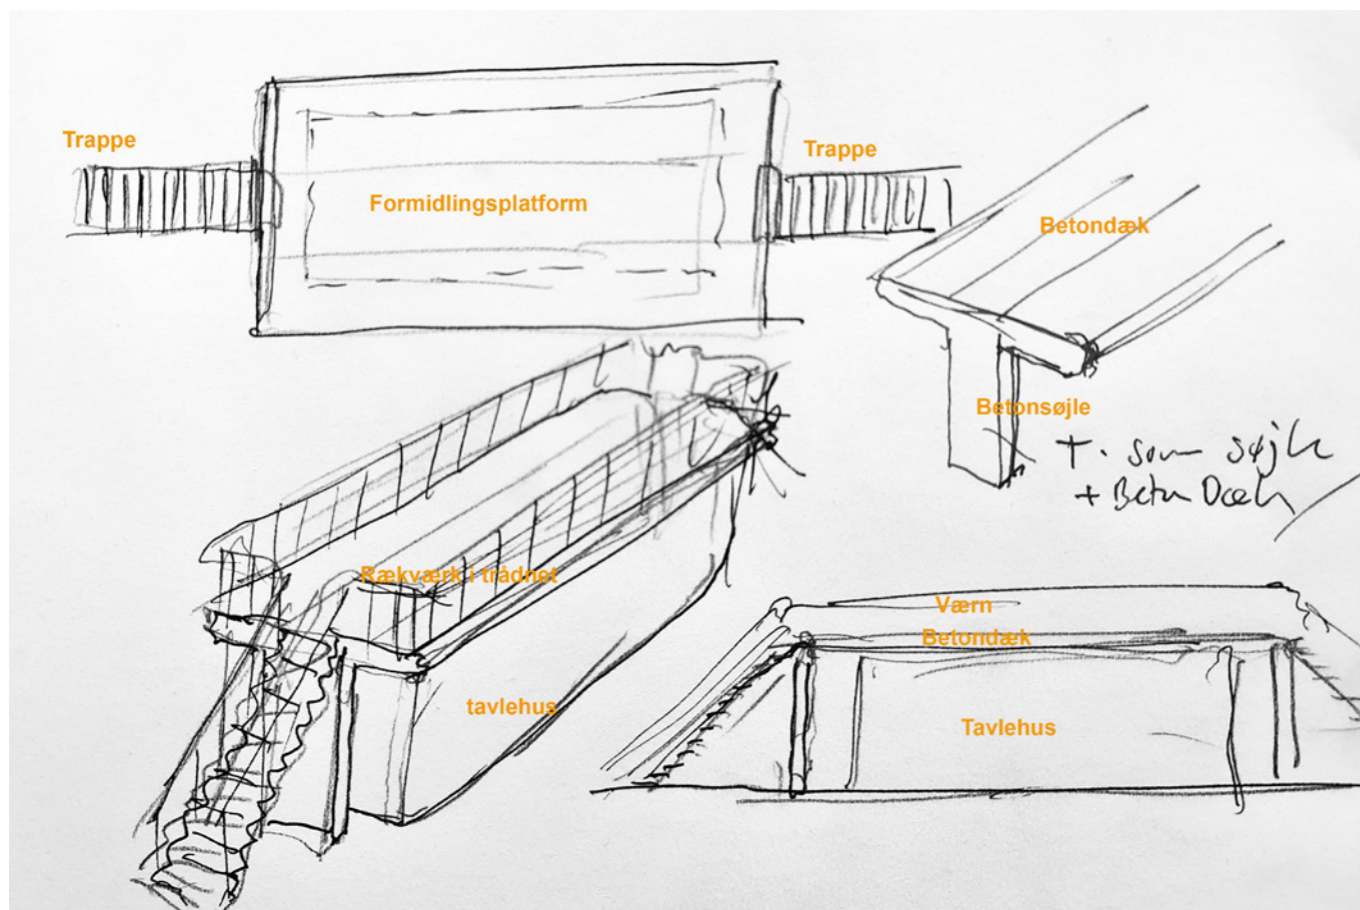 Trappe
Trappe
Formidlingsplatform
Betondæk
Betonsøjle
T. som søjle
+ Beton Dæk
Rækværk i trådnet
tavlehus
Værn
Betondæk
Tavlehus